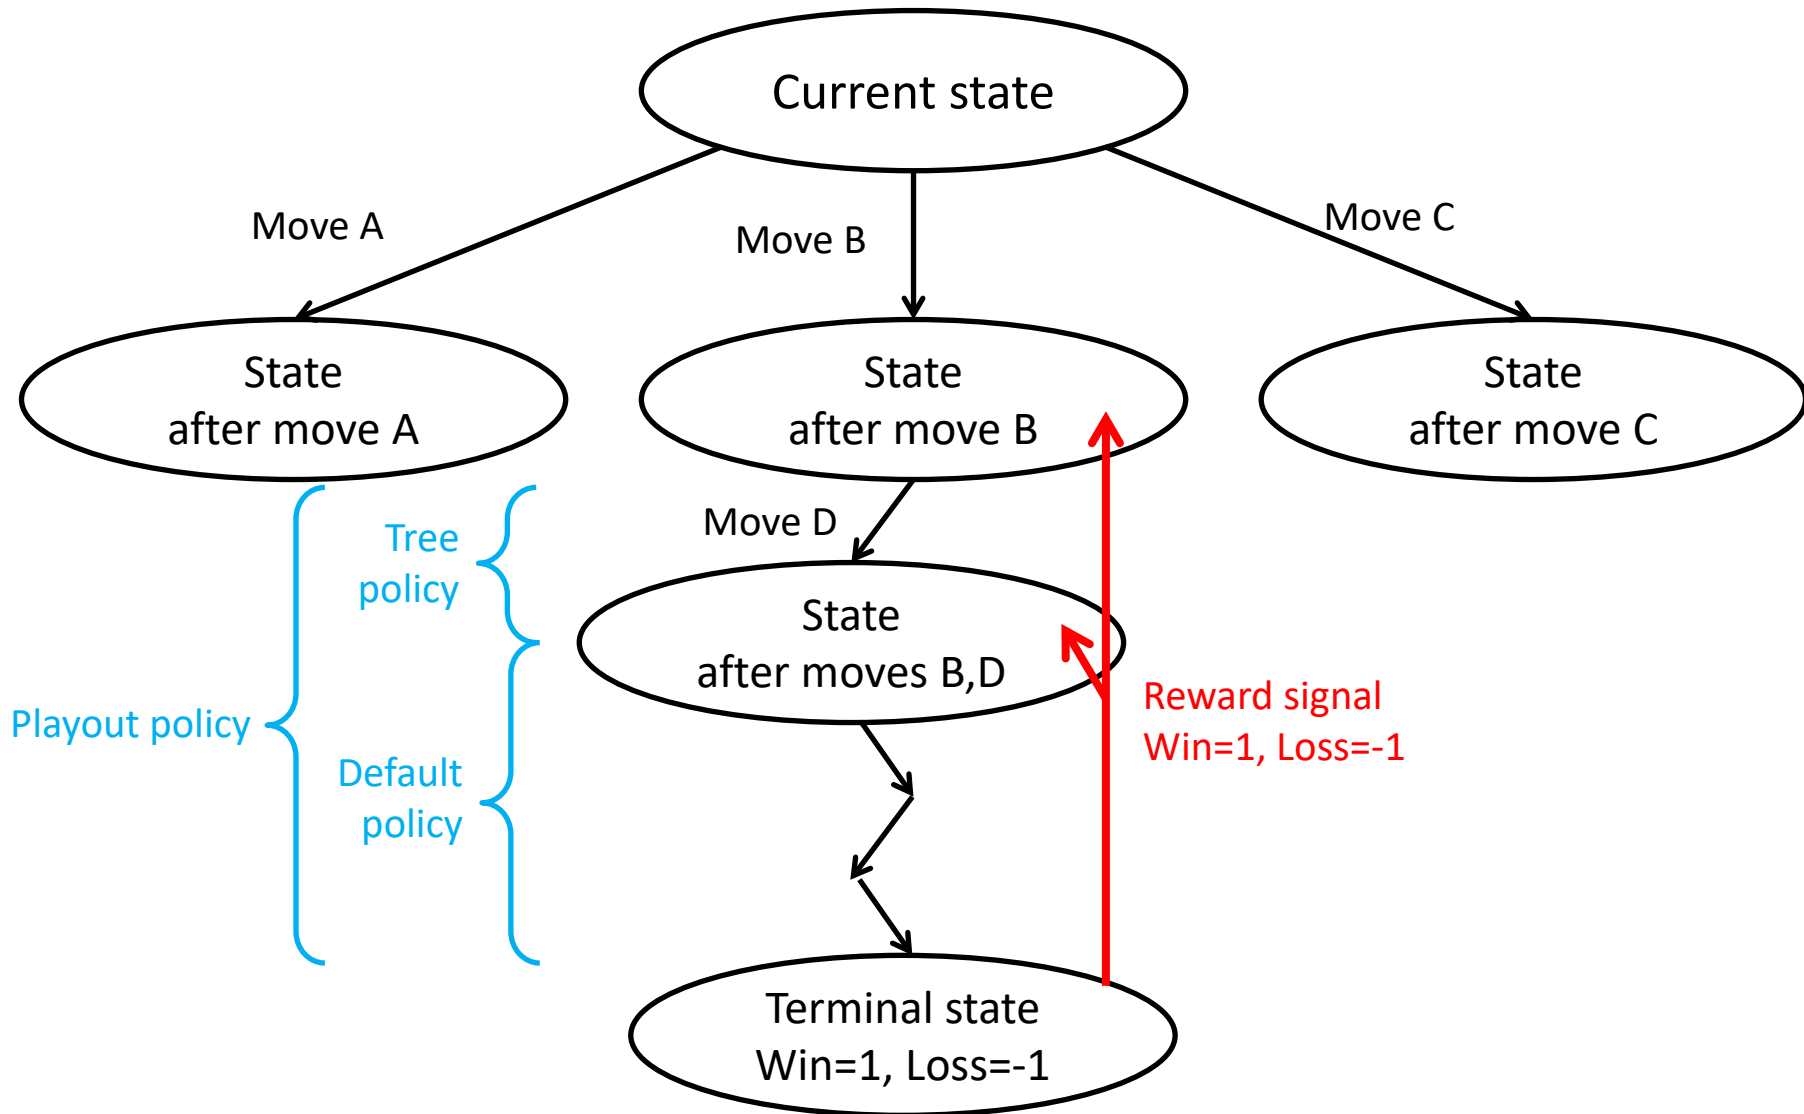 Current state
Move A
Move B
Move C
State
after move A
State
after move B
State
after move C
Tree
policy
Move D
State
after moves B,D
Playout policy
Default
policy
Reward signal
Win=1, Loss=-1
Terminal state
Win=1, Loss=-1